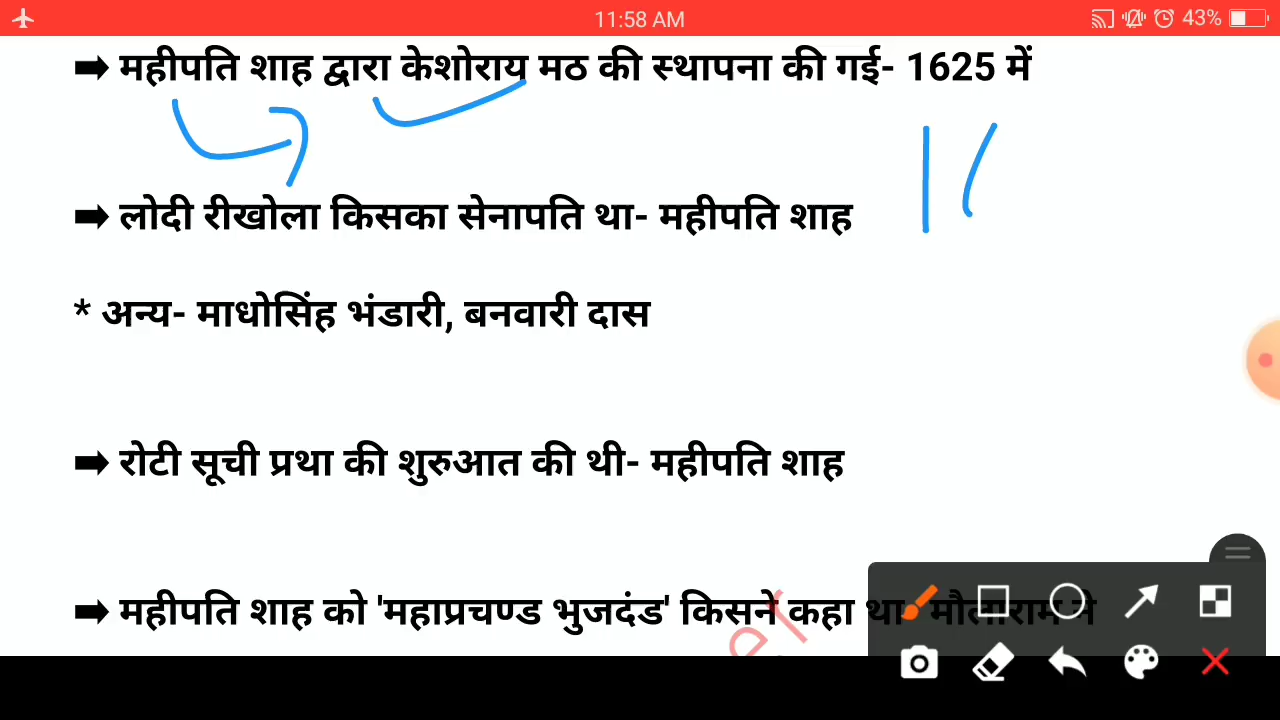 11:58 AM 43%
➡ महीपति शाह द्वारा केशोराय मठ की स्थापना की गई- 1625 में
➡ लोदी रीखोला किसका सेनापति था- महीपति शाह
* अन्य- माधोसिंह भंडारी, बनवारी दास
➡ रोटी सूची प्रथा की शुरुआत की थी- महीपति शाह
➡ महीपति शाह को 'महाप्रचण्ड भुजदंड' किसने कहा था- मौलाराम ने